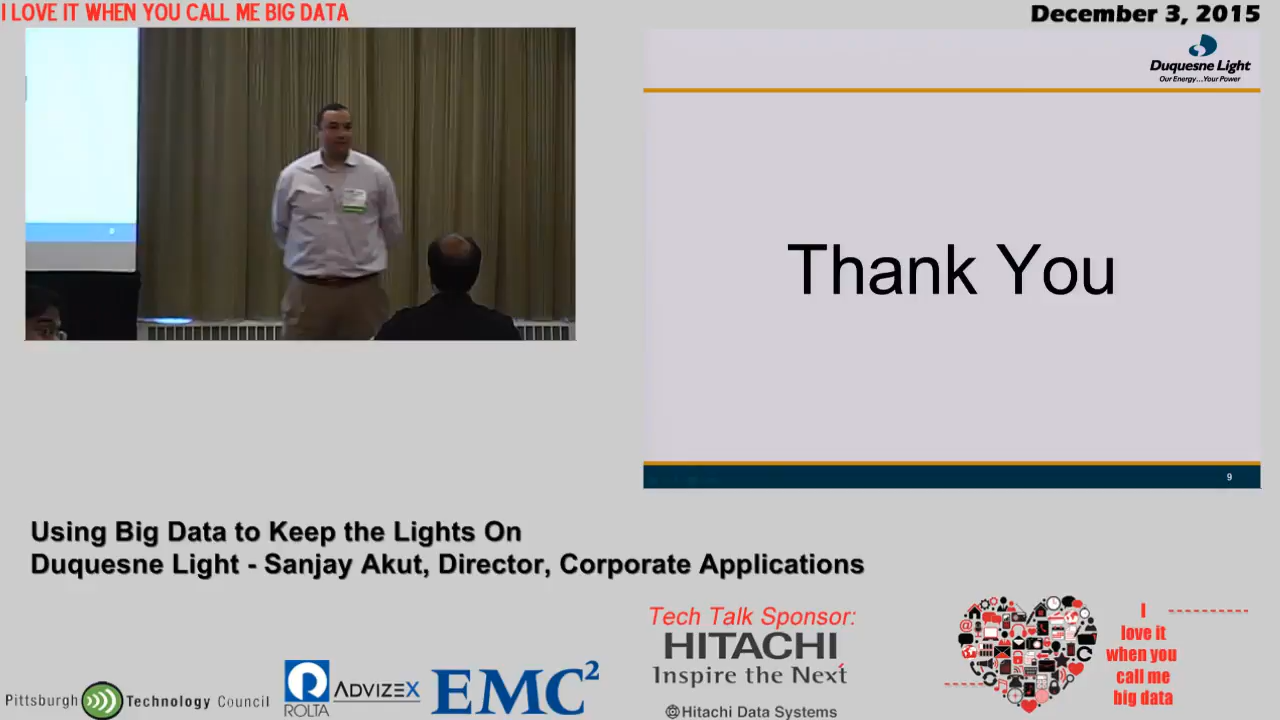 I LOVE IT WHEN YOU CALL ME BIG DATA
December 3, 2015
Duquesne Light
Our Energy...Your Power
Thank You
9
Using Big Data to Keep the Lights On
Duquesne Light - Sanjay Akut, Director, Corporate Applications
Tech Talk Sponsor:
HITACHI
Inspire the Next
Hitachi Data Systems
Pittsburgh Technology Council
ROLTA
ADVIZEX
EMC²
I
love it
when you
call me
big data